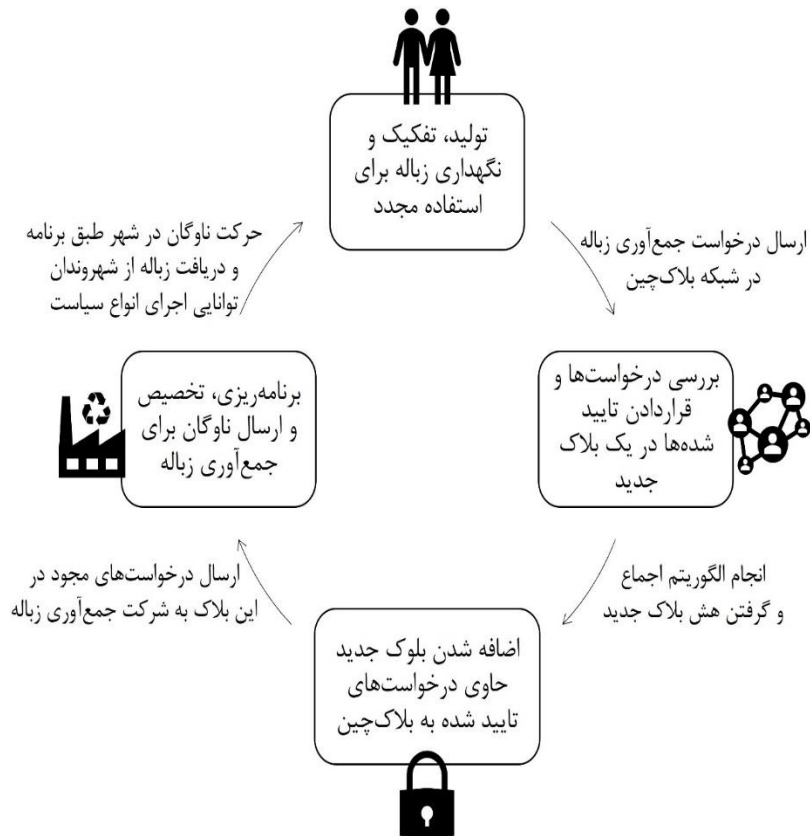 تولید، تفکیک و
نگهداری زباله برای
استفاده مجدد
ارسال درخواست جمع‌آوری زباله
در شبکه بلاک‌چین
بررسی درخواست‌ها و
قراردادن تایید
شده‌ها در یک بلاک
جدید
انجام الگوریتم اجماع
و گرفتن هش بلاک جدید
اضافه شدن بلوک جدید
حاوی درخواست‌های
تایید شده به بلاک‌چین
ارسال درخواست‌های مجود در
این بلاک به شرکت جمع‌آوری زباله
برنامه‌ریزی، تخصیص
و ارسال ناوگان برای
جمع‌آوری زباله
حرکت ناوگان در شهر طبق برنامه
و دریافت زباله از شهروندان
توانایی اجرای انواع سیاست